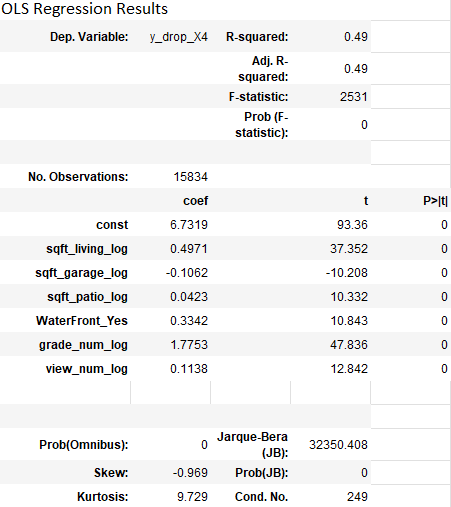 OLS Regression Results
Dep. Variable: y_drop_X4 R-squared: 0.49
Adj. R-
squared: 0.49
F-statistic: 2531
Prob (F-
statistic): 0
No. Observations: 15834
coef t P>|t|
const 6.7319 93.36 0
sqft_living_log 0.4971 37.352 0
sqft_garage_log -0.1062 -10.208 0
sqft_patio_log 0.0423 10.332 0
WaterFront_Yes 0.3342 10.843 0
grade_num_log 1.7753 47.836 0
view_num_log 0.1138 12.842 0
Prob(Omnibus): 0 Jarque-Bera
(JB): 32350.408
Skew: -0.969 Prob(JB): 0
Kurtosis: 9.729 Cond. No. 249